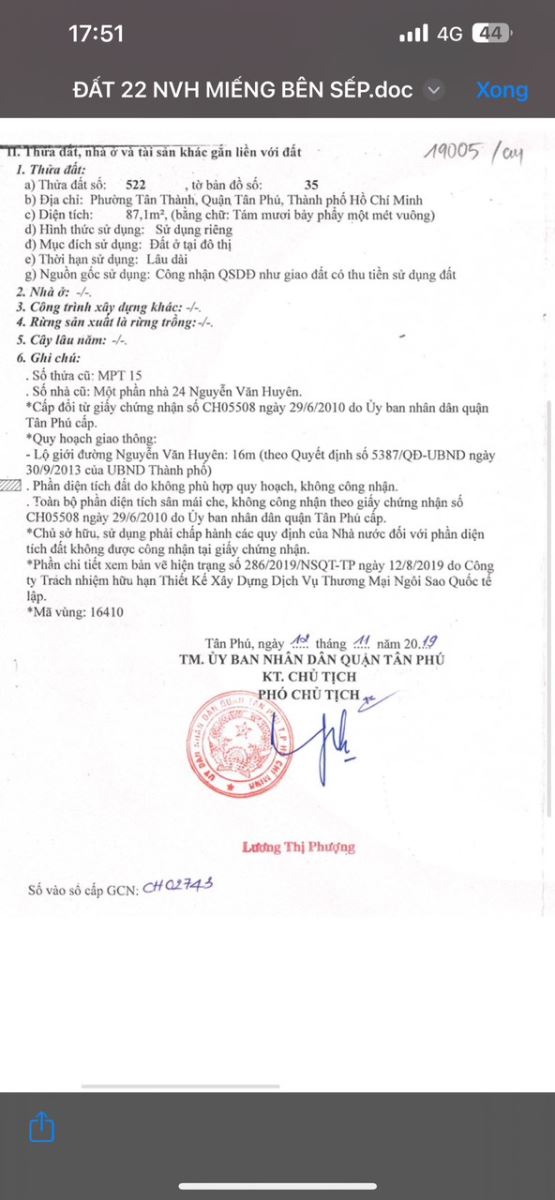 17:51
4G 44
ĐẤT 22 NVH MIẾNG BÊN SẾP.doc
Xong
II. Thửa đất, nhà ở và tài sản khác gắn liền với đất
19005
1. Thửa đất:
a) Thửa đất số: 522 , tờ bản đồ số: 35
b) Địa chỉ: Phường Tân Thành, Quận Tân Phú, Thành phố Hồ Chí Minh
c) Diện tích: 87,1m², (bằng chữ: Tám mươi bảy phẩy một mét vuông)
d) Hình thức sử dụng: Sử dụng riêng
đ) Mục đích sử dụng: Đất ở tại đô thị
e) Thời hạn sử dụng: Lâu dài
g) Nguồn gốc sử dụng: Công nhận QSDĐ như giao đất có thu tiền sử dụng đất
2. Nhà ở: -/-.
3. Công trình xây dựng khác: -/-.
4. Rừng sản xuất là rừng trồng:-/-.
5. Cây lâu năm: -/-.
6. Ghi chú:
. Số thửa cũ: MPT 15
. Số nhà cũ: Một phần nhà 24 Nguyễn Văn Huyên.
*Cấp đổi từ giấy chứng nhận số CH05508 ngày 29/6/2010 do Ủy ban nhân dân quận
Tân Phú cấp.
*Quy hoạch giao thông:
- Lộ giới đường Nguyễn Văn Huyên: 16m (theo Quyết định số 5387/QĐ-UBND ngày
30/9/2013 của UBND Thành phố)
. Phần diện tích đất do không phù hợp quy hoạch, không công nhận.
. Toàn bộ phần diện tích sân mái che, không công nhận theo giấy chứng nhận số
CH05508 ngày 29/6/2010 do Ủy ban nhân dân quận Tân Phú cấp.
*Chủ sở hữu, sử dụng phải chấp hành các quy định của Nhà nước đối với phần diện
tích đất không được công nhận tại giấy chứng nhận.
*Phần chi tiết xem bản vẽ hiện trạng số 286/2019/NSQT-TP ngày 12/8/2019 do Công
ty Trách nhiệm hữu hạn Thiết Kế Xây Dựng Dịch Vụ Thương Mại Ngôi Sao Quốc tế
lập.
*Mã vùng: 16410
Tân Phú, ngày 12 tháng 11 năm 2019
TM. ỦY BAN NHÂN DÂN QUẬN TÂN PHÚ
KT. CHỦ TỊCH
PHÓ CHỦ TỊCH
ỦY BAN NHÂN DÂN QUẬN TÂN PHÚ T.P HỒ CHÍ MINH
Lương Thị Phượng
Số vào sổ cấp GCN: CH02743